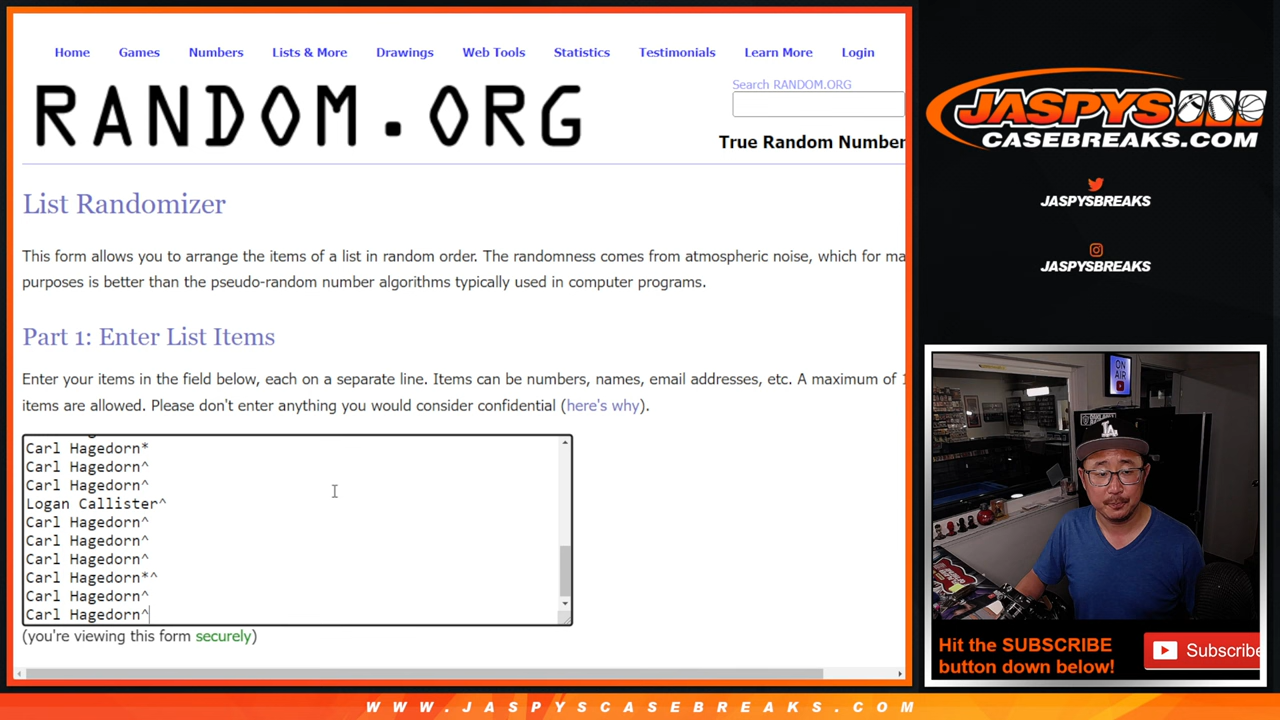 Home Games Numbers Lists & More Drawings Web Tools Statistics Testimonials Learn More Login
RANDOM.ORG
Search RANDOM.ORG
True Random Number
List Randomizer
This form allows you to arrange the items of a list in random order. The randomness comes from atmospheric noise, which for ma
purposes is better than the pseudo-random number algorithms typically used in computer programs.
Part 1: Enter List Items
Enter your items in the field below, each on a separate line. Items can be numbers, names, email addresses, etc. A maximum of 1
items are allowed. Please don't enter anything you would consider confidential (here's why).
Carl Hagedorn*
Carl Hagedorn^
Carl Hagedorn^
Logan Callister^
Carl Hagedorn^
Carl Hagedorn^
Carl Hagedorn^
Carl Hagedorn*^
Carl Hagedorn^
Carl Hagedorn^
(you're viewing this form securely)
JASPYS
CASEBREAKS.COM
JASPYSBREAKS
JASPYSBREAKS
ON
AIR
LA
Hit the SUBSCRIBE
button down below!
Subscribe
WWW.JASPYSCASEBREAKS.COM